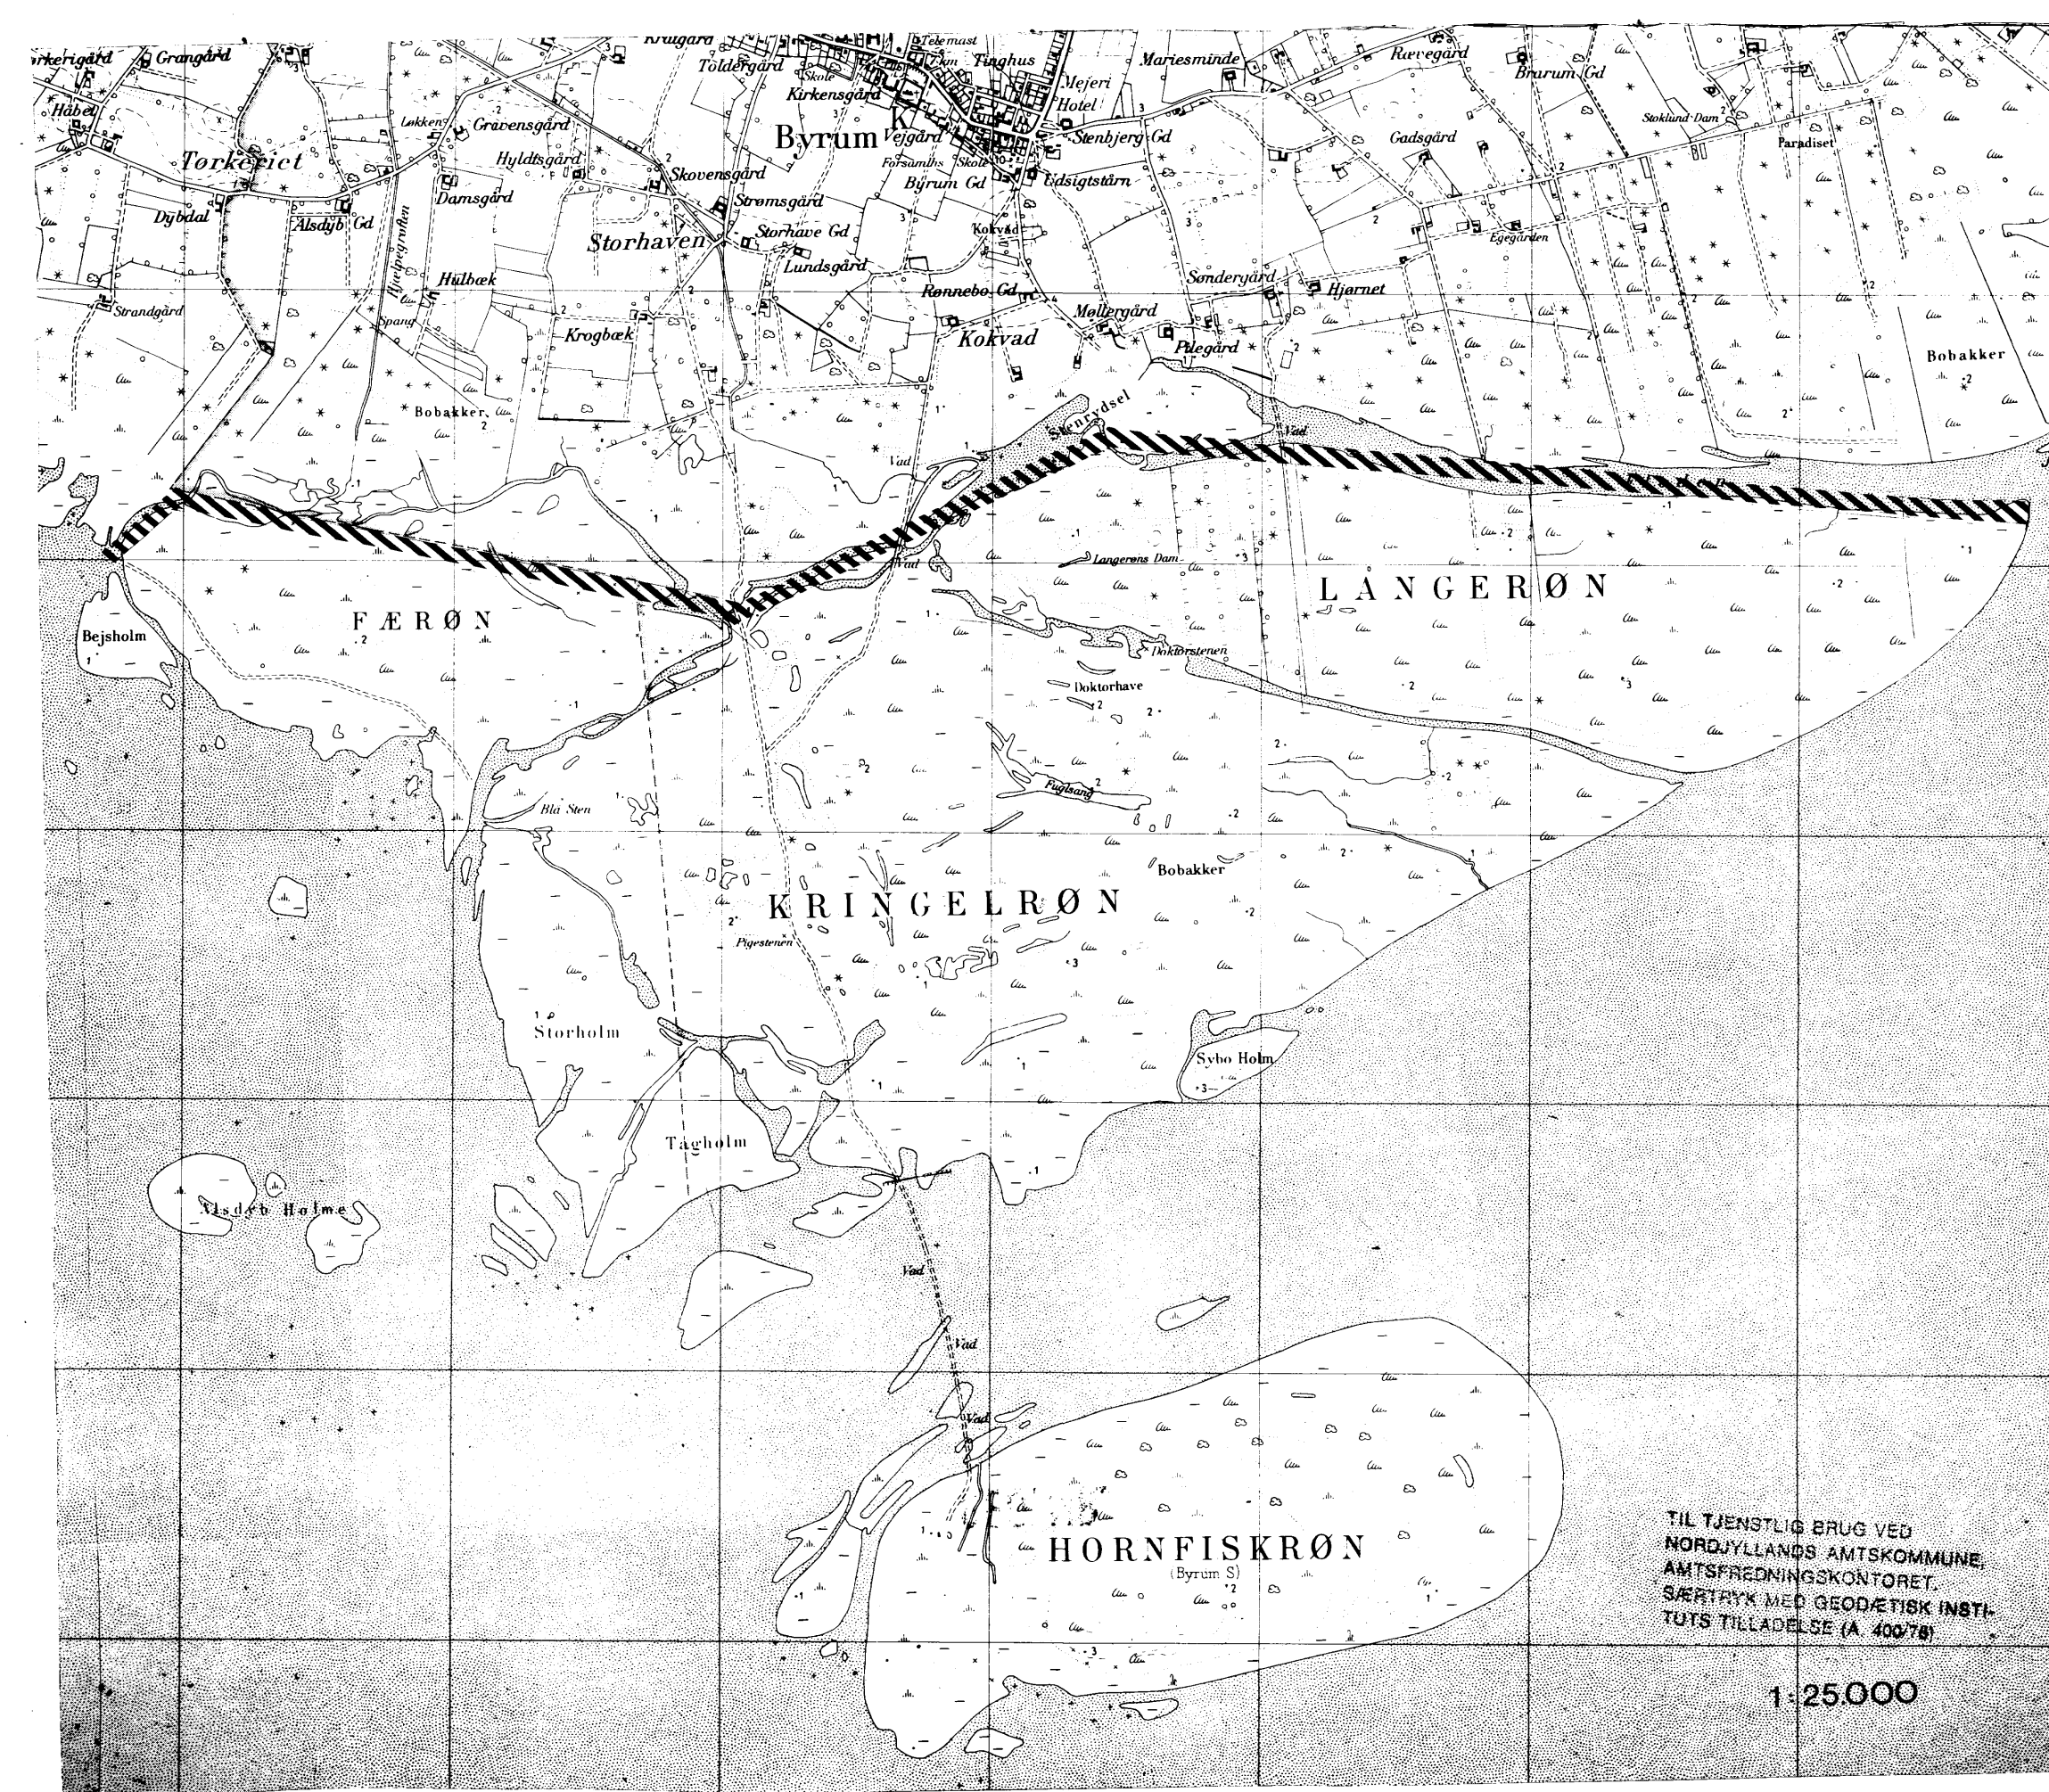 Grangård
Toldergård
Telemast
Tinghus
Mejeri
Hotel
Mariesminde
Rævegård
Brurum Gd
Skole
Kirkensgård
Håbet
Løkken
Gravensgård
Byrum
K
Vejgård
Stenbjerg Gd
Gadsgård
Stoklund Dam
Paradiset
Torkeriet
Hyldtsgård
Skovensgård
Forsamlhs
Skole
Byrum Gd
Udsigtstårn
Damsgård
Strømsgård
Dybdal
Alsdyb Gd
Hjælpegrøften
Storhaven
Storhave Gd
Kokvad
Egegården
Lundsgård
Hulbæk
Rønnebo Gd
Søndergård
Hjørnet
Strandgård
Spang
Krogbæk
Møllergård
Kokvad
Pilegård
Bobakker
Bobakker
Stenrydsel
Vad
Vad
Vad
Langerøns Dam
LANGERØN
FÆRØN
Bejsholm
Doktorstenen
Doktorhave
Fuglsang
Blå Sten
Bobakker
KRINGELRØN
Pigestenen
Storholm
Sybo Holm
Tagholm
Alsdyb Holme
Vad
Vad
Vad
HORNFISKRØN
(Byrum S)
TIL TJENSTLIG BRUG VED
NORDJYLLANDS AMTSKOMMUNE,
AMTSFREDNINGSKONTORET.
SÆRTRYK MED GEODÆTISK INSTI-
TUTS TILLADELSE (A. 400/76)
1:25.000